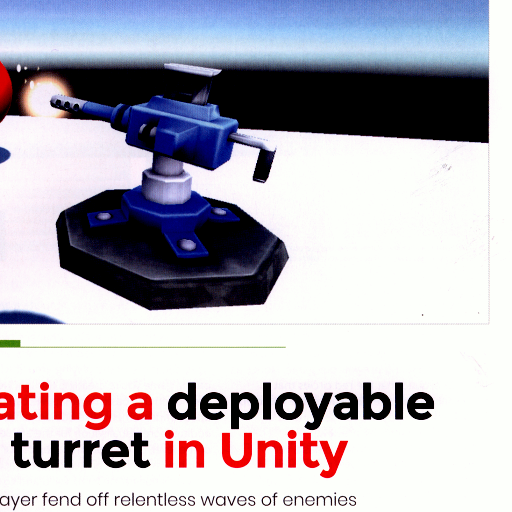 ating a deployable
turret in Unity
ayer fend off relentless waves of enemies